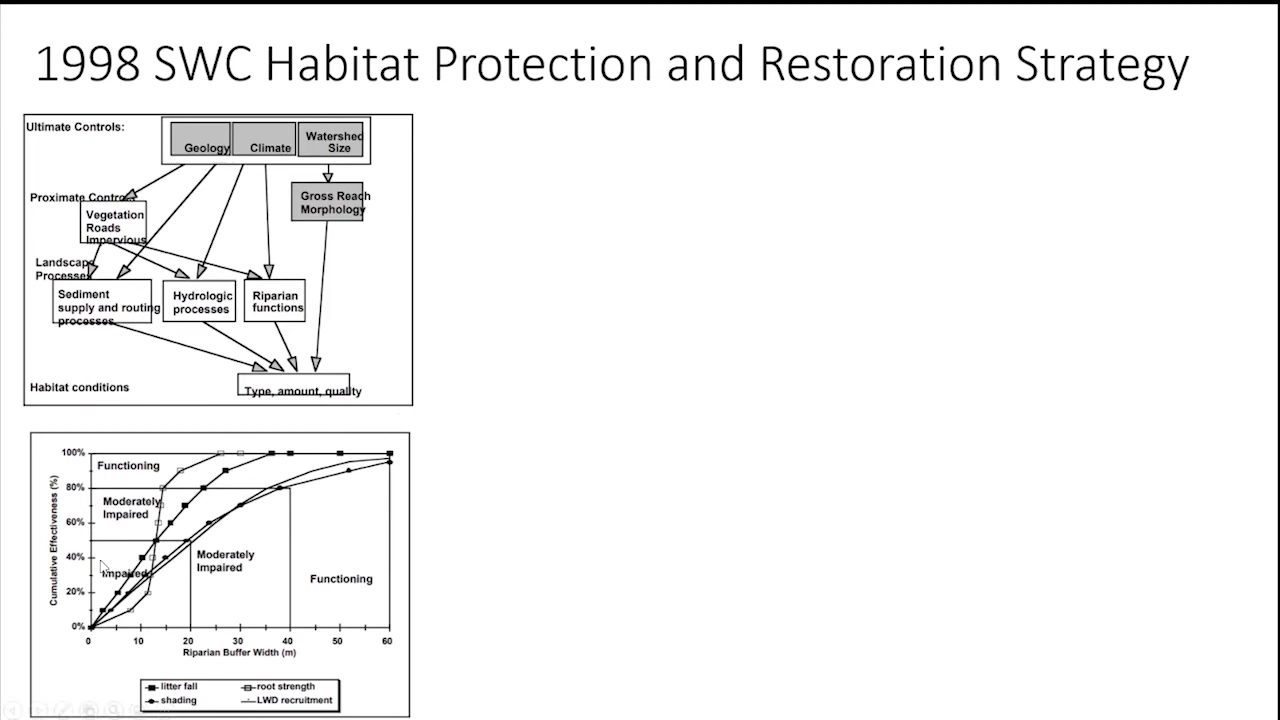 1998 SWC Habitat Protection and Restoration Strategy
Ultimate Controls:
Geology
Climate
Watershed
Size
Proximate Contro
Vegetation
Roads
Impervious
Gross Reach
Morphology
Landscape
Processes
Sediment
supply and routing
processes
Hydrologic
processes
Riparian
functions
Habitat conditions
Type, amount, quality
100%
80%
60%
40%
20%
0%
Cumulative Effectiveness (%)
Functioning
Moderately
Impaired
Impaired
Moderately
Impaired
Functioning
0 10 20 30 40 50 60
Riparian Buffer Width (m)
litter fall
root strength
shading
LWD recruitment